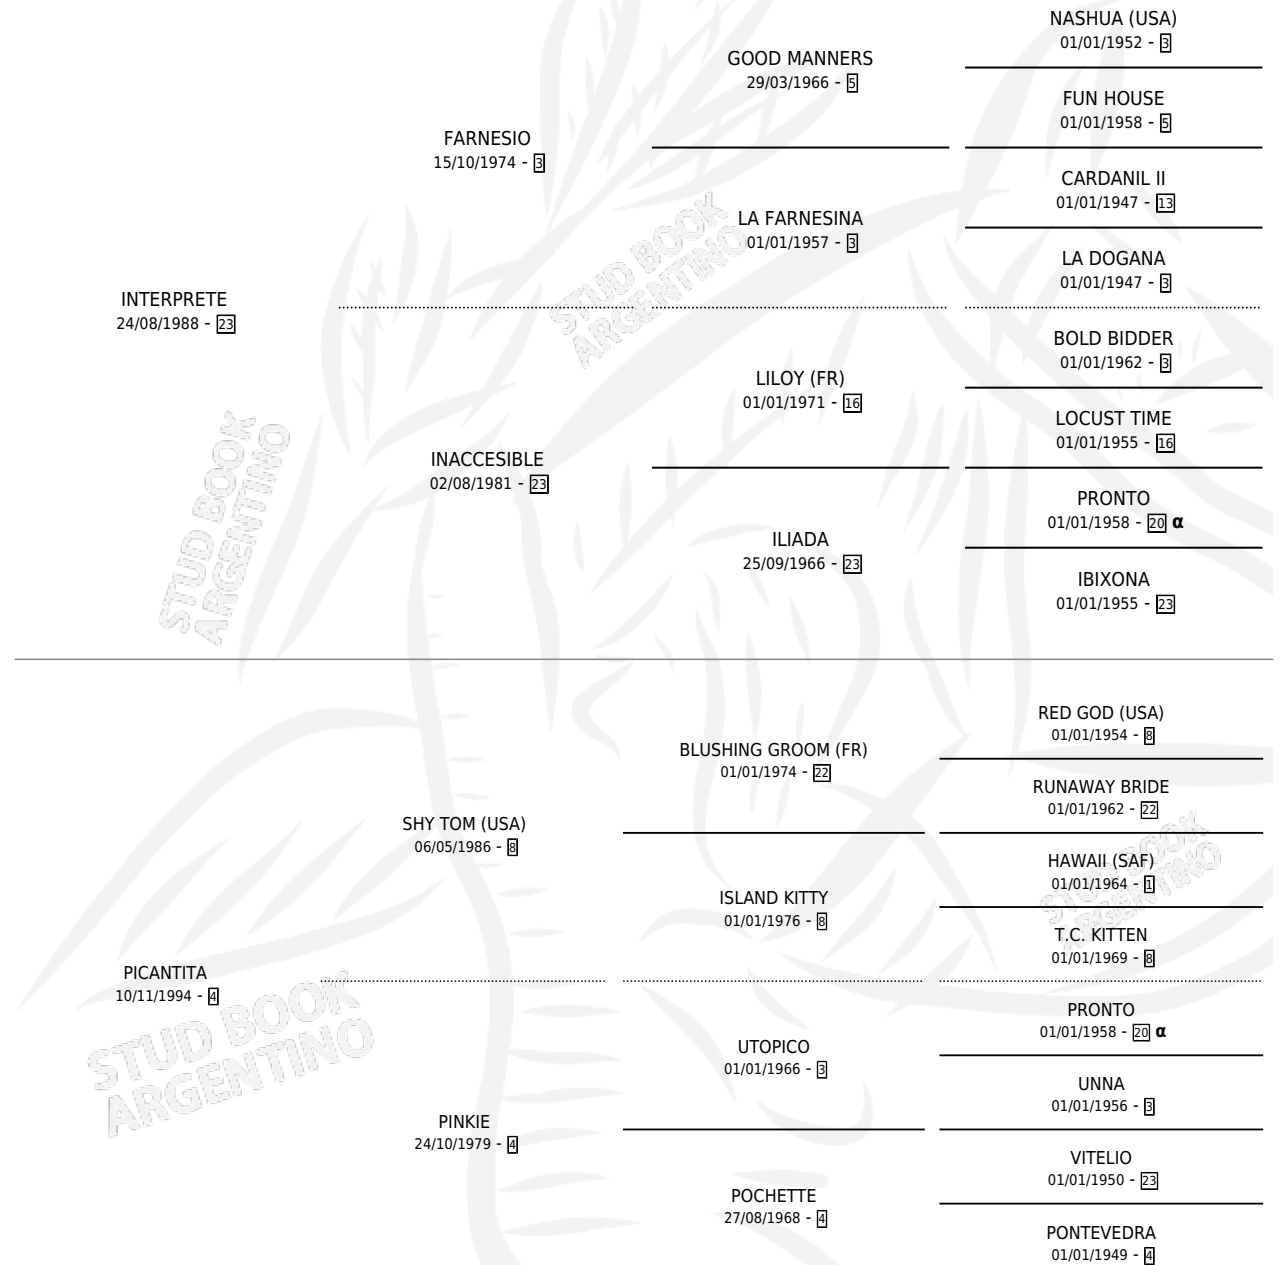 NASHUA (USA)
01/01/1952 - 3
GOOD MANNERS
29/03/1966 - 5
FUN HOUSE
01/01/1958 - 5
FARNESIO
15/10/1974 - 3
CARDANIL II
01/01/1947 - 13
LA FARNESINA
01/01/1957 - 3
LA DOGANA
01/01/1947 - 3
INTERPRETE
24/08/1988 - 23
BOLD BIDDER
01/01/1962 - 3
LILOY (FR)
01/01/1971 - 16
LOCUST TIME
01/01/1955 - 16
INACCESIBLE
02/08/1981 - 23
PRONTO
01/01/1958 - 20 α
ILIADA
25/09/1966 - 23
IBIXONA
01/01/1955 - 23
STUD BOOK
ARGENTINO
STUD BOOK
ARGENTINO
RED GOD (USA)
01/01/1954 - 8
BLUSHING GROOM (FR)
01/01/1974 - 22
RUNAWAY BRIDE
01/01/1962 - 22
SHY TOM (USA)
06/05/1986 - 8
HAWAII (SAF)
01/01/1964 - 1
ISLAND KITTY
01/01/1976 - 8
T.C. KITTEN
01/01/1969 - 8
PICANTITA
10/11/1994 - 4
PRONTO
01/01/1958 - 20 α
UTOPICO
01/01/1966 - 3
UNNA
01/01/1956 - 3
PINKIE
24/10/1979 - 4
VITELIO
01/01/1950 - 23
POCHETTE
27/08/1968 - 4
PONTEVEDRA
01/01/1949 - 4
STUD BOOK
ARGENTINO
STUD BOOK
ARGENTINO